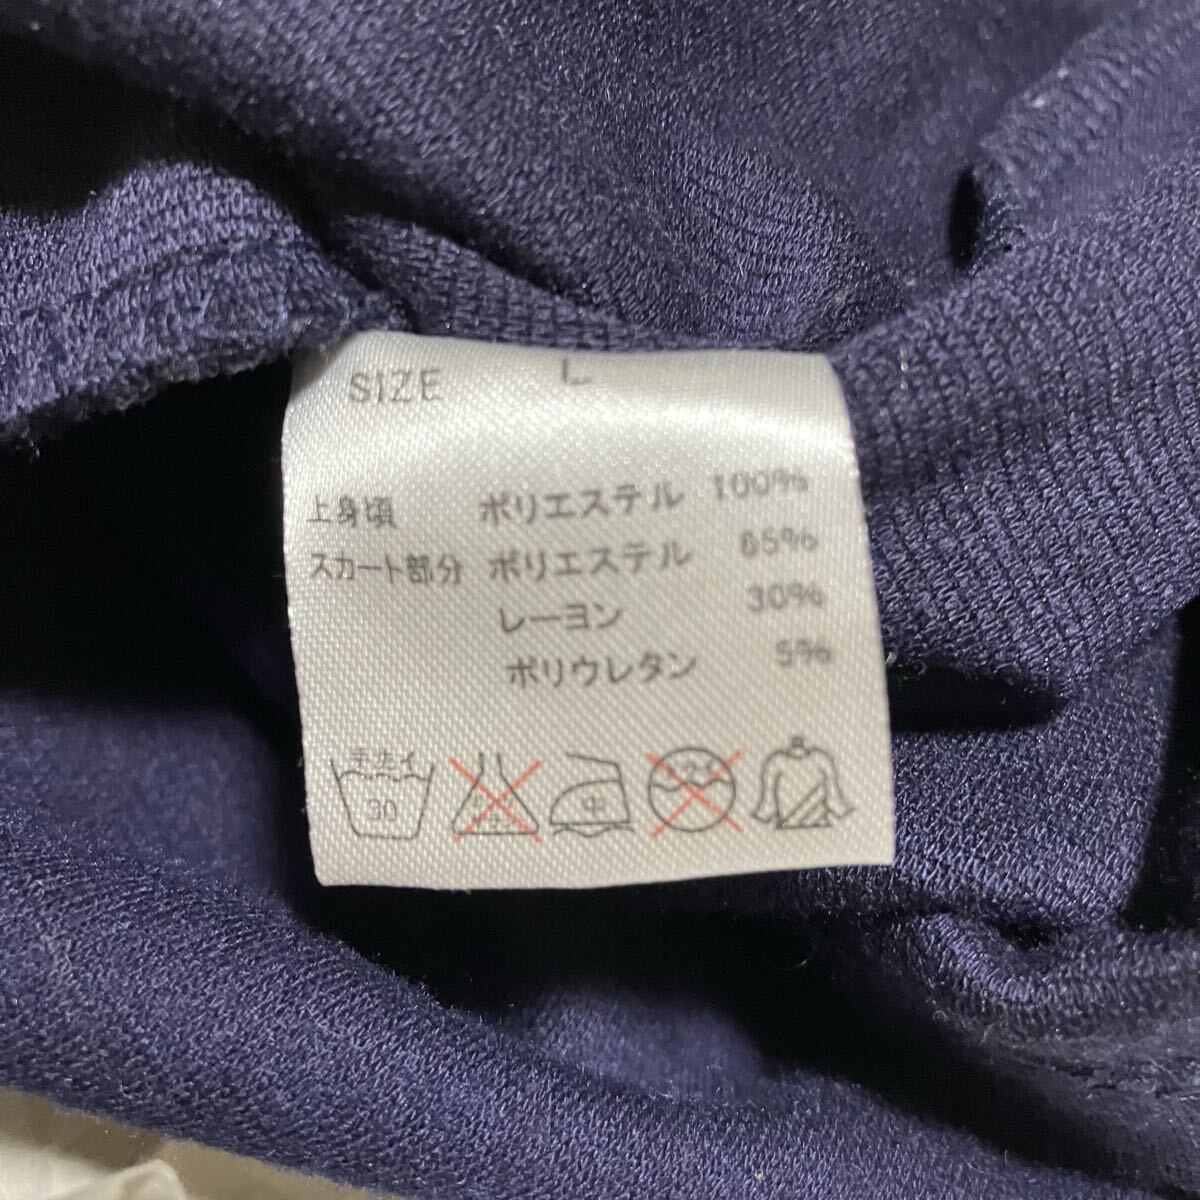 SIZE L
上身頃 ポリエステル 100%
スカート部分 ポリエステル 65%
レーヨン 30%
ポリウレタン 5%
手洗イ
30
中